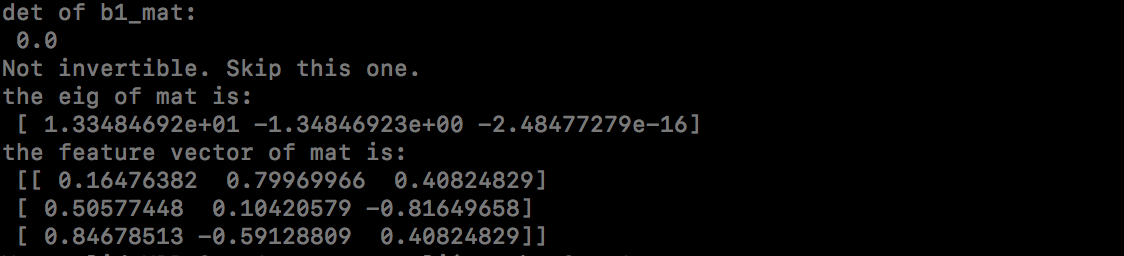 det of b1_mat:
0.0
Not invertible. Skip this one.
the eig of mat is:
[ 1.33484692e+01 -1.34846923e+00 -2.48477279e-16]
the feature vector of mat is:
[[ 0.16476382 0.79969966 0.40824829]
[ 0.50577448 0.10420579 -0.81649658]
[ 0.84678513 -0.59128809 0.40824829]]